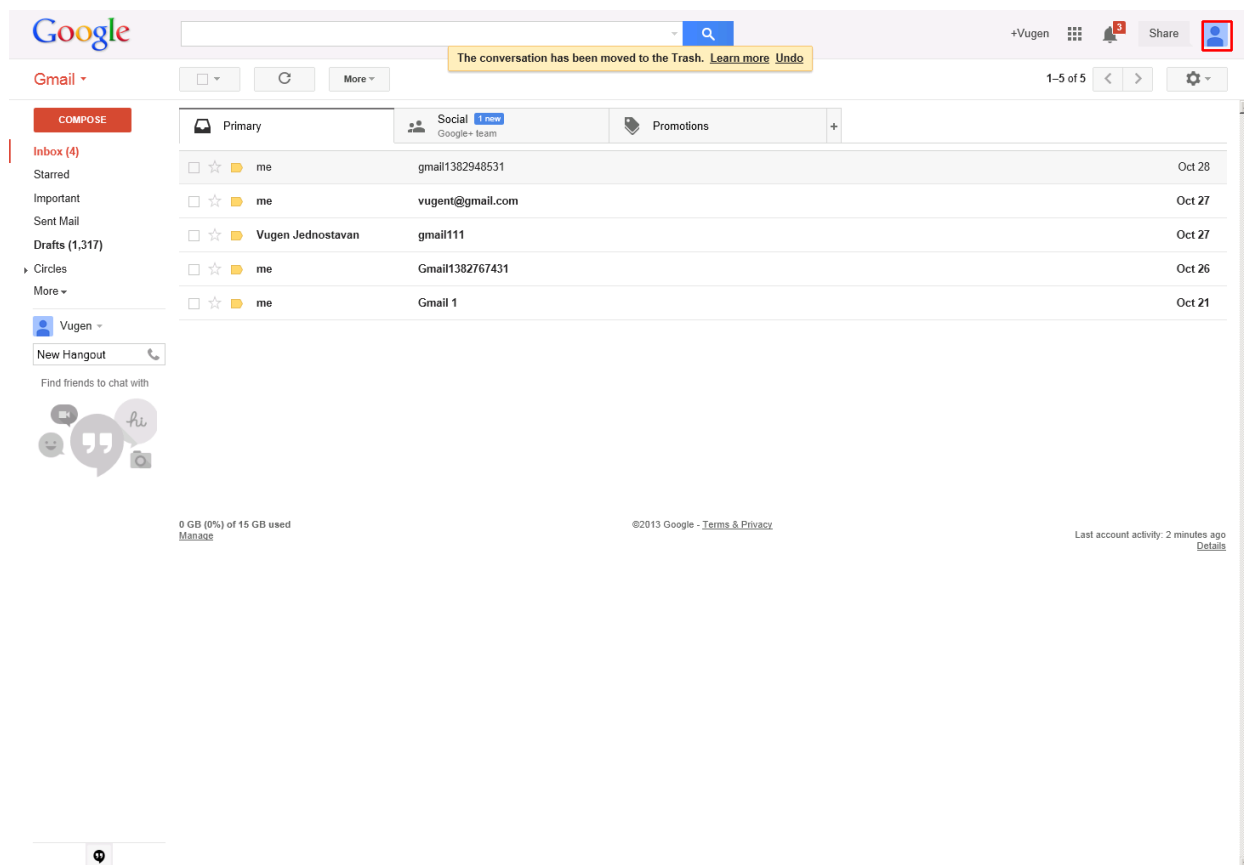 Google
+Vugen
3
Share
The conversation has been moved to the Trash. Learn more Undo
Gmail
More
1–5 of 5
COMPOSE
Inbox (4)
Starred
Important
Sent Mail
Drafts (1,317)
Circles
More
Vugen
New Hangout
Find friends to chat with
hi
Primary
Social 1 new
Google+ team
Promotions
+
me gmail1382948531 Oct 28
me vugent@gmail.com Oct 27
Vugen Jednostavan gmail111 Oct 27
me Gmail1382767431 Oct 26
me Gmail 1 Oct 21
0 GB (0%) of 15 GB used
Manage
©2013 Google - Terms & Privacy
Last account activity: 2 minutes ago
Details